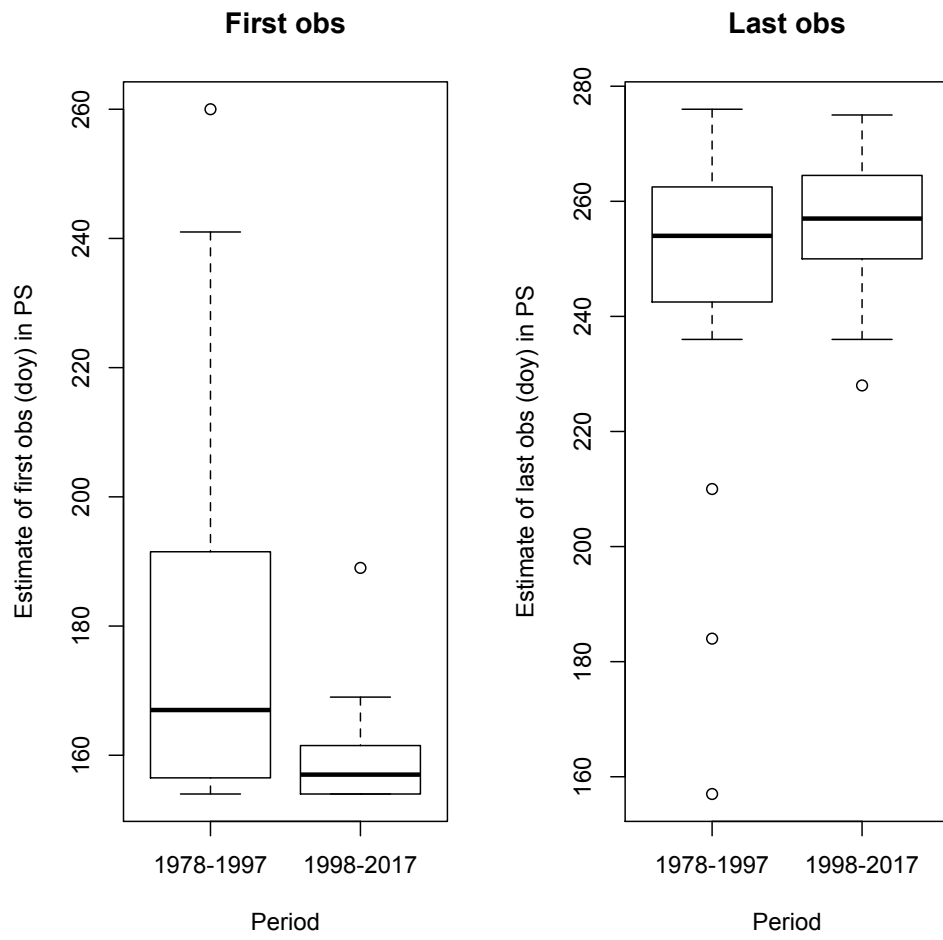 First obs
Estimate of first obs (doy) in PS
260
240
220
200
180
160
1978-1997 1998-2017
Period
Last obs
Estimate of last obs (doy) in PS
280
260
240
220
200
180
160
1978-1997 1998-2017
Period